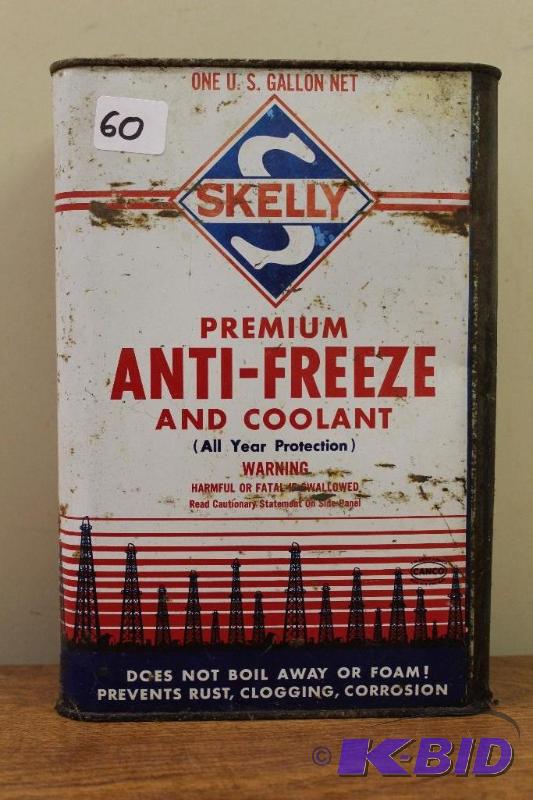 ONE U. S. GALLON NET
60
S
SKELLY
PREMIUM
ANTI-FREEZE
AND COOLANT
(All Year Protection)
WARNING
HARMFUL OR FATAL IF SWALLOWED
Read Cautionary Statement On Side Panel
CANCO
DOES NOT BOIL AWAY OR FOAM!
PREVENTS RUST, CLOGGING, CORROSION
© K-BID